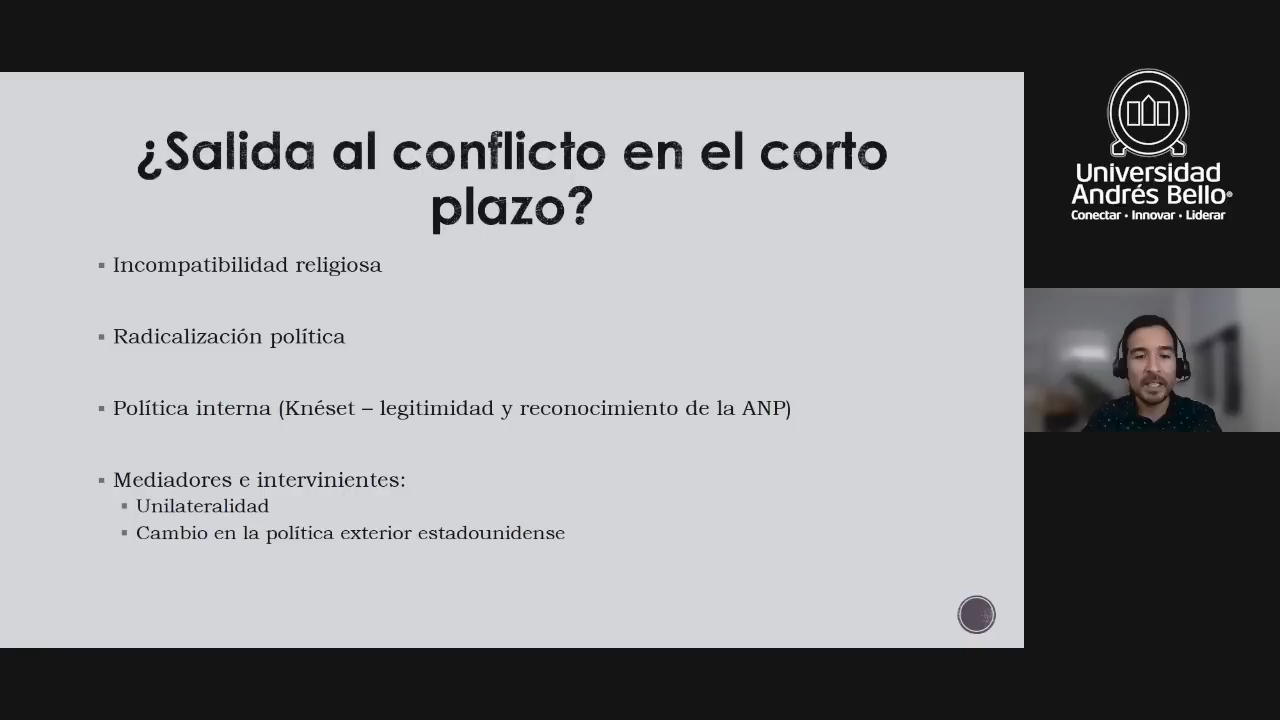 ¿Salida al conflicto en el corto
plazo?
▪ Incompatibilidad religiosa
▪ Radicalización política
▪ Política interna (Knéset – legitimidad y reconocimiento de la ANP)
▪ Mediadores e intervinientes:
▪ Unilateralidad
▪ Cambio en la política exterior estadounidense
Universidad
Andrés Bello®
Conectar • Innovar • Liderar